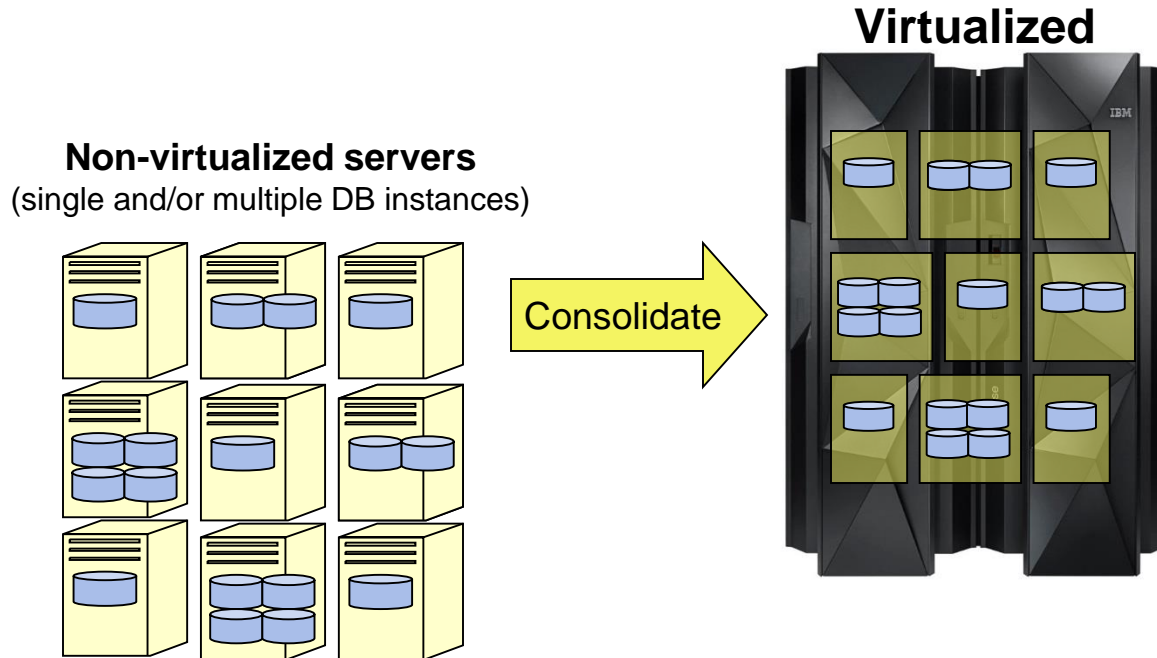 Virtualized
IBM
Non-virtualized servers
(single and/or multiple DB instances)
Consolidate